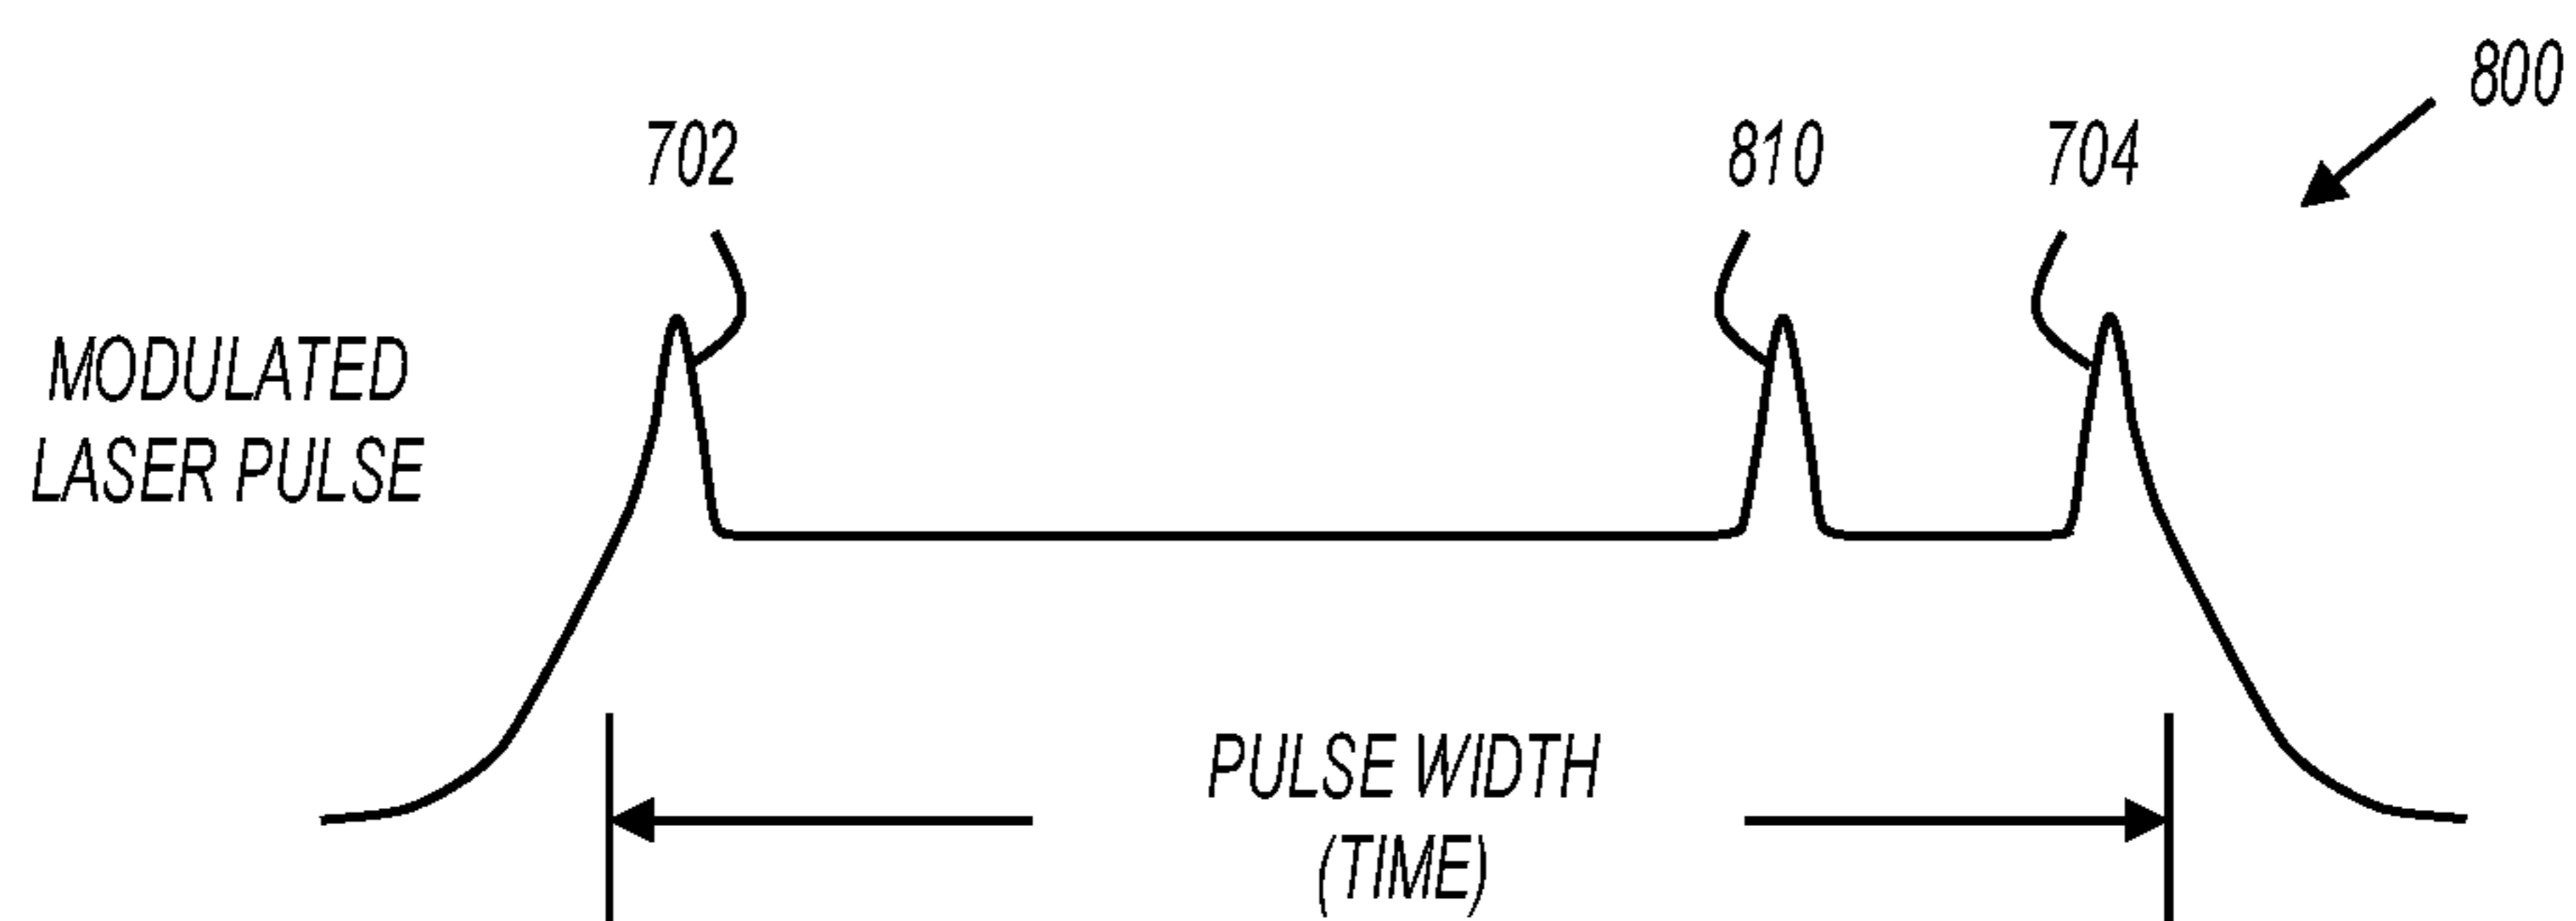 800
702
810
704
MODULATED
LASER PULSE
PULSE WIDTH
(TIME)